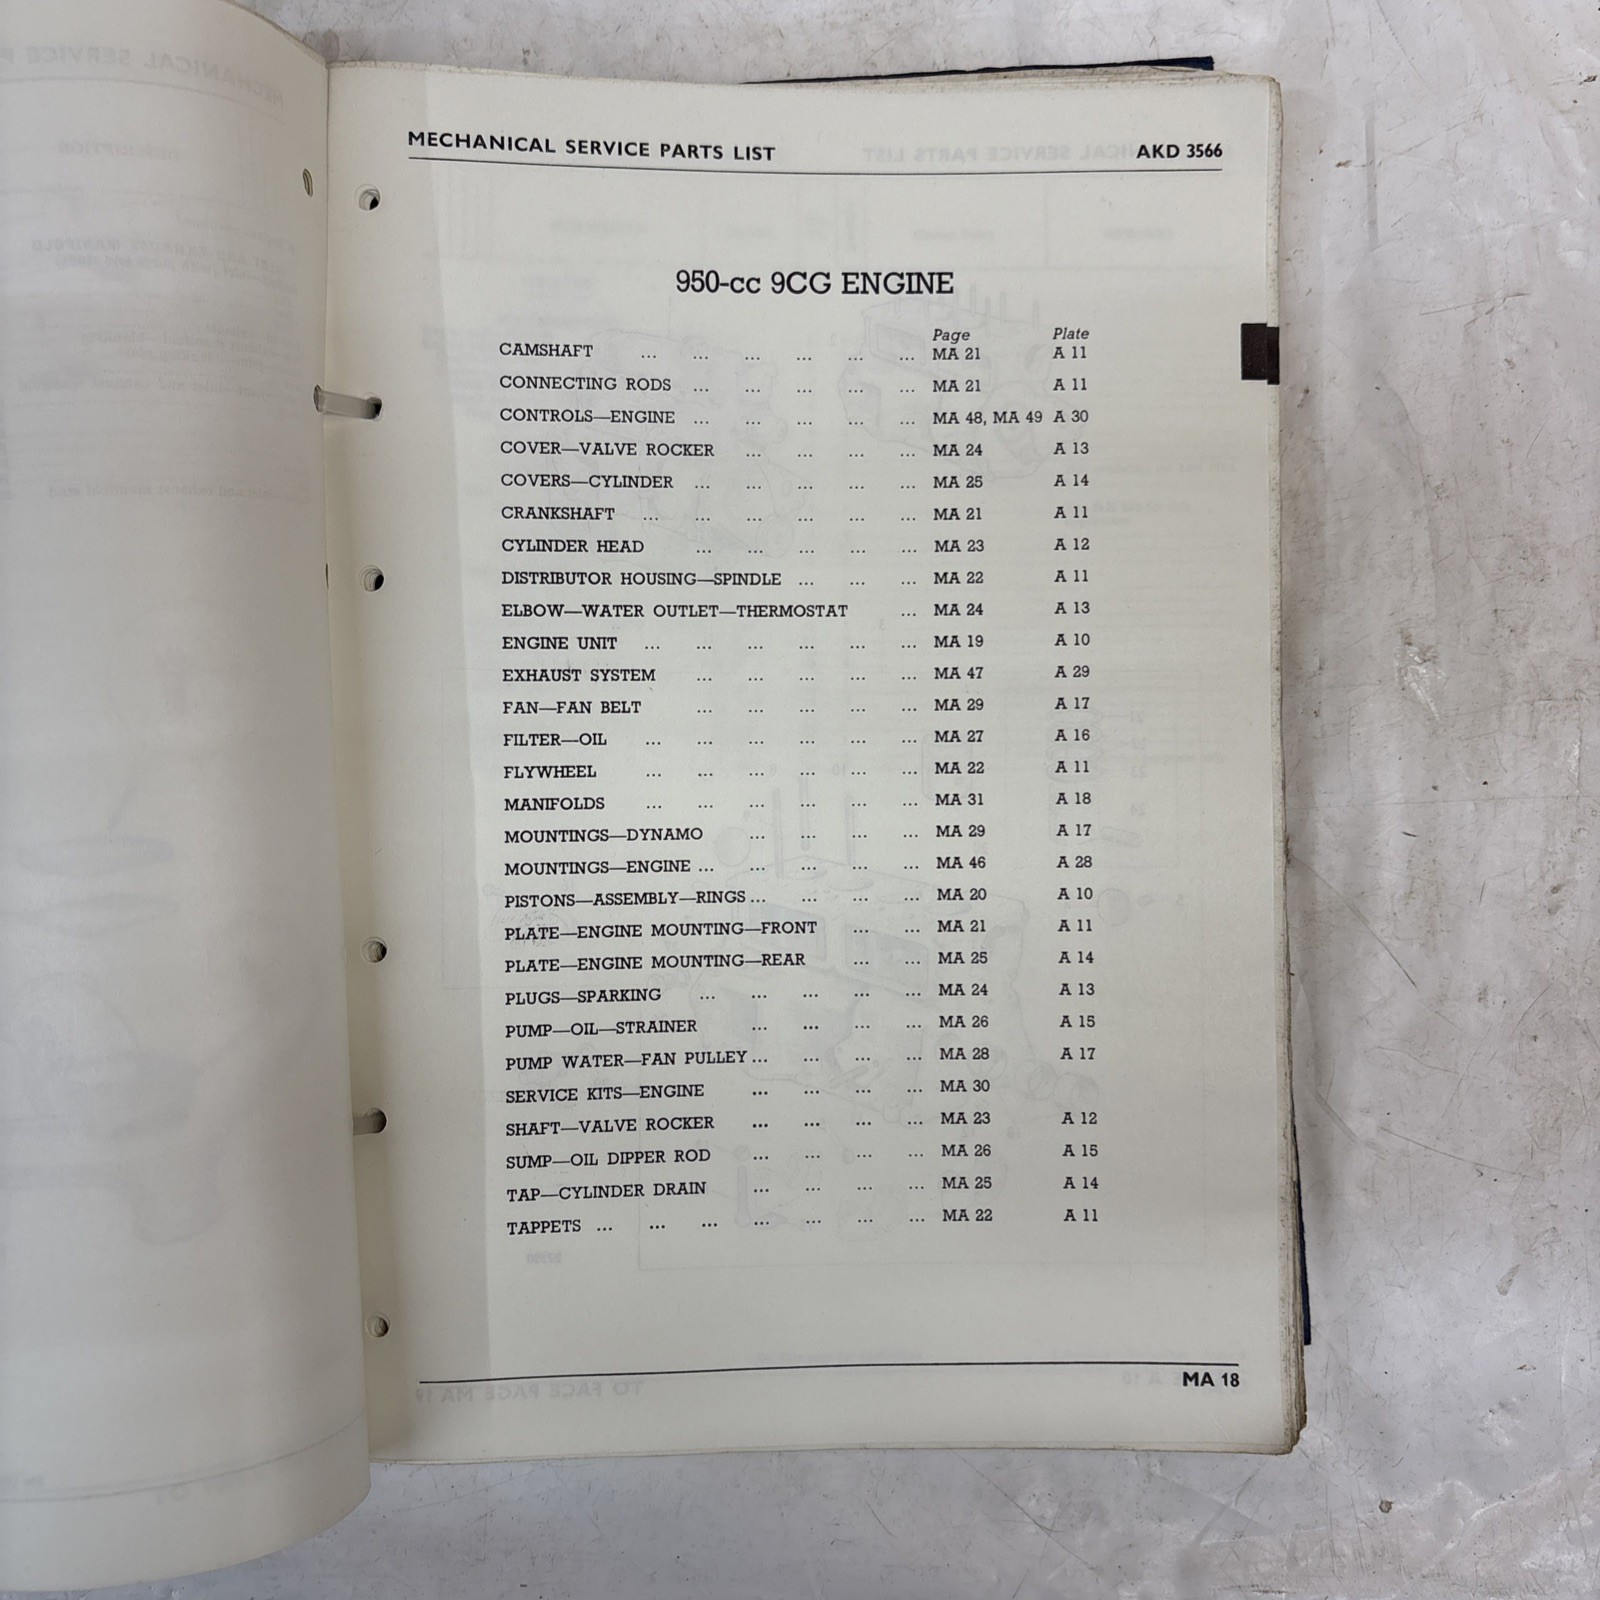 MECHANICAL SERVICE PARTS LIST AKD 3566
950-cc 9CG ENGINE
Page Plate
CAMSHAFT ... ... ... ... ... ... MA 21 A 11
CONNECTING RODS ... ... ... ... ... MA 21 A 11
CONTROLS—ENGINE ... ... ... ... ... MA 48, MA 49 A 30
COVER—VALVE ROCKER ... ... ... ... MA 24 A 13
COVERS—CYLINDER ... ... ... ... ... MA 25 A 14
CRANKSHAFT ... ... ... ... ... ... MA 21 A 11
CYLINDER HEAD ... ... ... ... ... MA 23 A 12
DISTRIBUTOR HOUSING—SPINDLE ... ... ... MA 22 A 11
ELBOW—WATER OUTLET—THERMOSTAT ... MA 24 A 13
ENGINE UNIT ... ... ... ... ... ... MA 19 A 10
EXHAUST SYSTEM ... ... ... ... ... MA 47 A 29
FAN—FAN BELT ... ... ... ... ... MA 29 A 17
FILTER—OIL ... ... ... ... ... ... MA 27 A 16
FLYWHEEL ... ... ... ... ... ... MA 22 A 11
MANIFOLDS ... ... ... ... ... ... MA 31 A 18
MOUNTINGS—DYNAMO ... ... ... ... MA 29 A 17
MOUNTINGS—ENGINE ... ... ... ... ... MA 46 A 28
PISTONS—ASSEMBLY—RINGS ... ... ... ... MA 20 A 10
PLATE—ENGINE MOUNTING—FRONT ... ... MA 21 A 11
PLATE—ENGINE MOUNTING—REAR ... ... MA 25 A 14
PLUGS—SPARKING ... ... ... ... ... MA 24 A 13
PUMP—OIL—STRAINER ... ... ... ... MA 26 A 15
PUMP WATER—FAN PULLEY ... ... ... ... MA 28 A 17
SERVICE KITS—ENGINE ... ... ... ... MA 30
SHAFT—VALVE ROCKER ... ... ... ... MA 23 A 12
SUMP—OIL DIPPER ROD ... ... ... ... MA 26 A 15
TAP—CYLINDER DRAIN ... ... ... ... MA 25 A 14
TAPPETS ... ... ... ... ... ... ... MA 22 A 11
MA 18